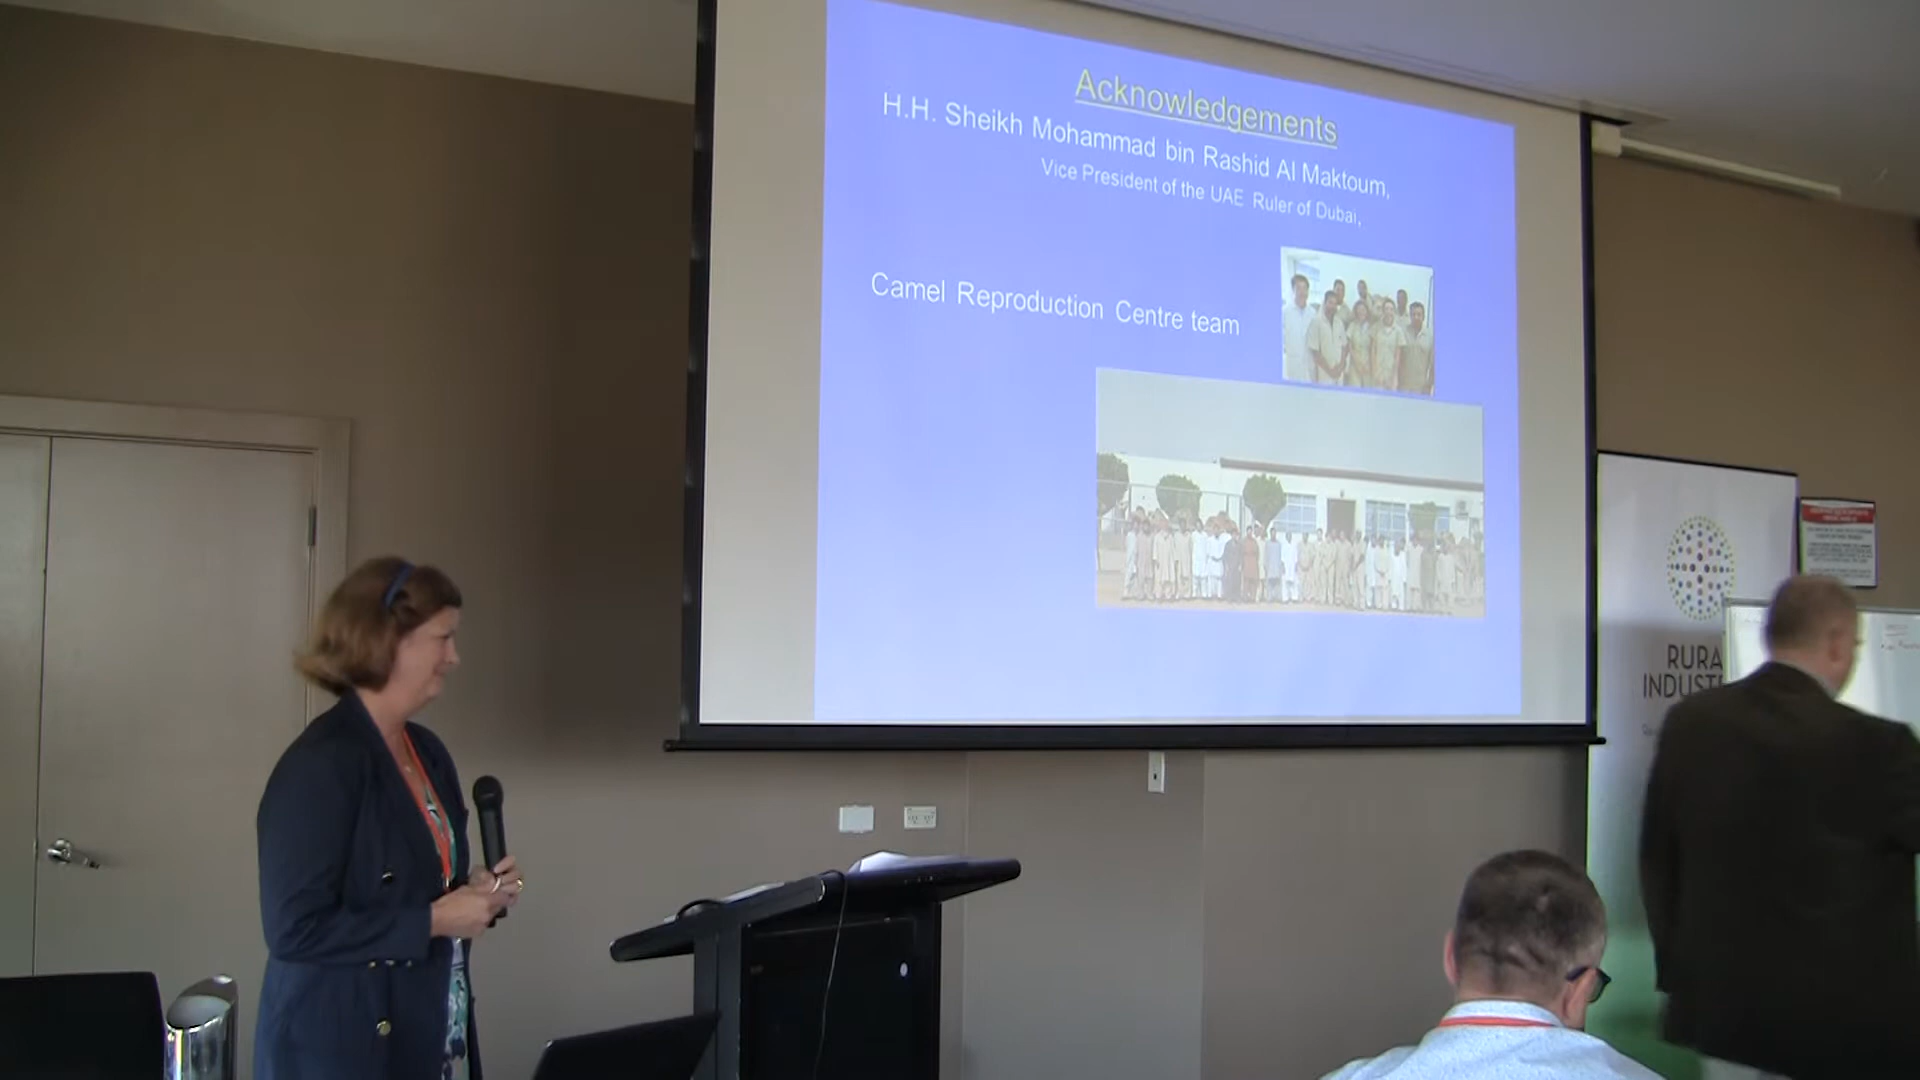 Acknowledgements
H.H. Sheikh Mohammad bin Rashid Al Maktoum,
Vice President of the UAE Ruler of Dubai,
Camel Reproduction Centre team
RURA
INDUST